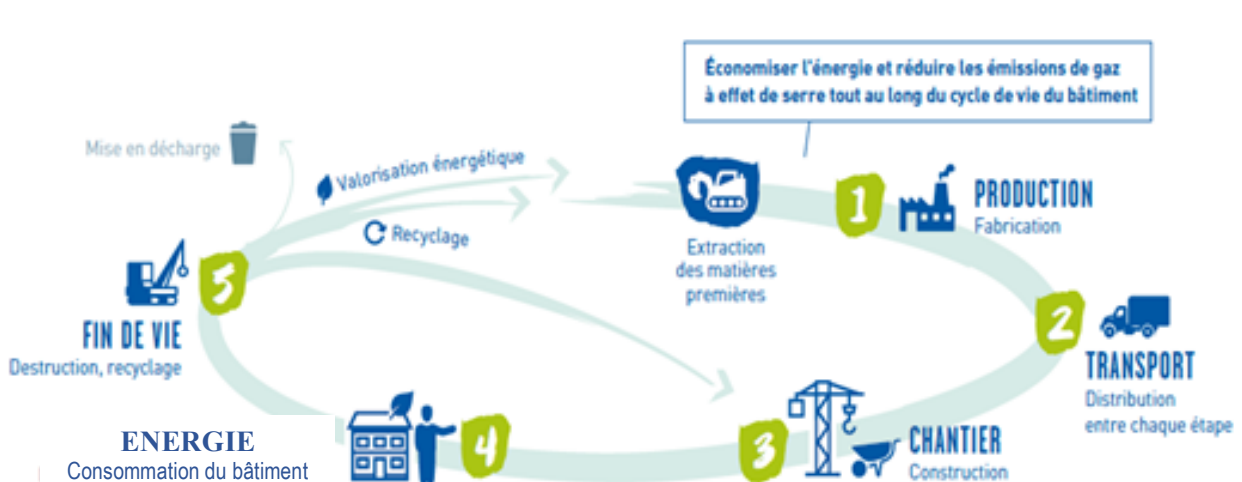 Économiser l'énergie et réduire les émissions de gaz
à effet de serre tout au long du cycle de vie du bâtiment
Mise en décharge
Valorisation énergétique
Recyclage
Extraction
des matières
premières
1
PRODUCTION
Fabrication
2
TRANSPORT
Distribution
entre chaque étape
3
CHANTIER
Construction
4
ENERGIE
Consommation du bâtiment
5
FIN DE VIE
Destruction, recyclage